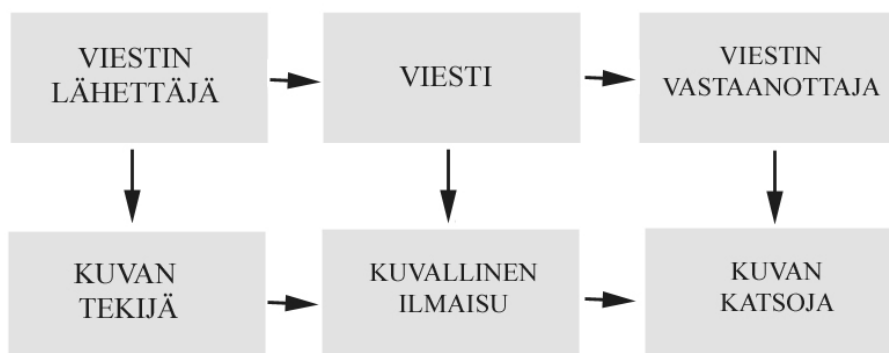 VIESTIN
LÄHETTÄJÄ
VIESTI
VIESTIN
VASTAANOTTAJA
KUVAN
TEKIJÄ
KUVALLINEN
ILMAISU
KUVAN
KATSOJA